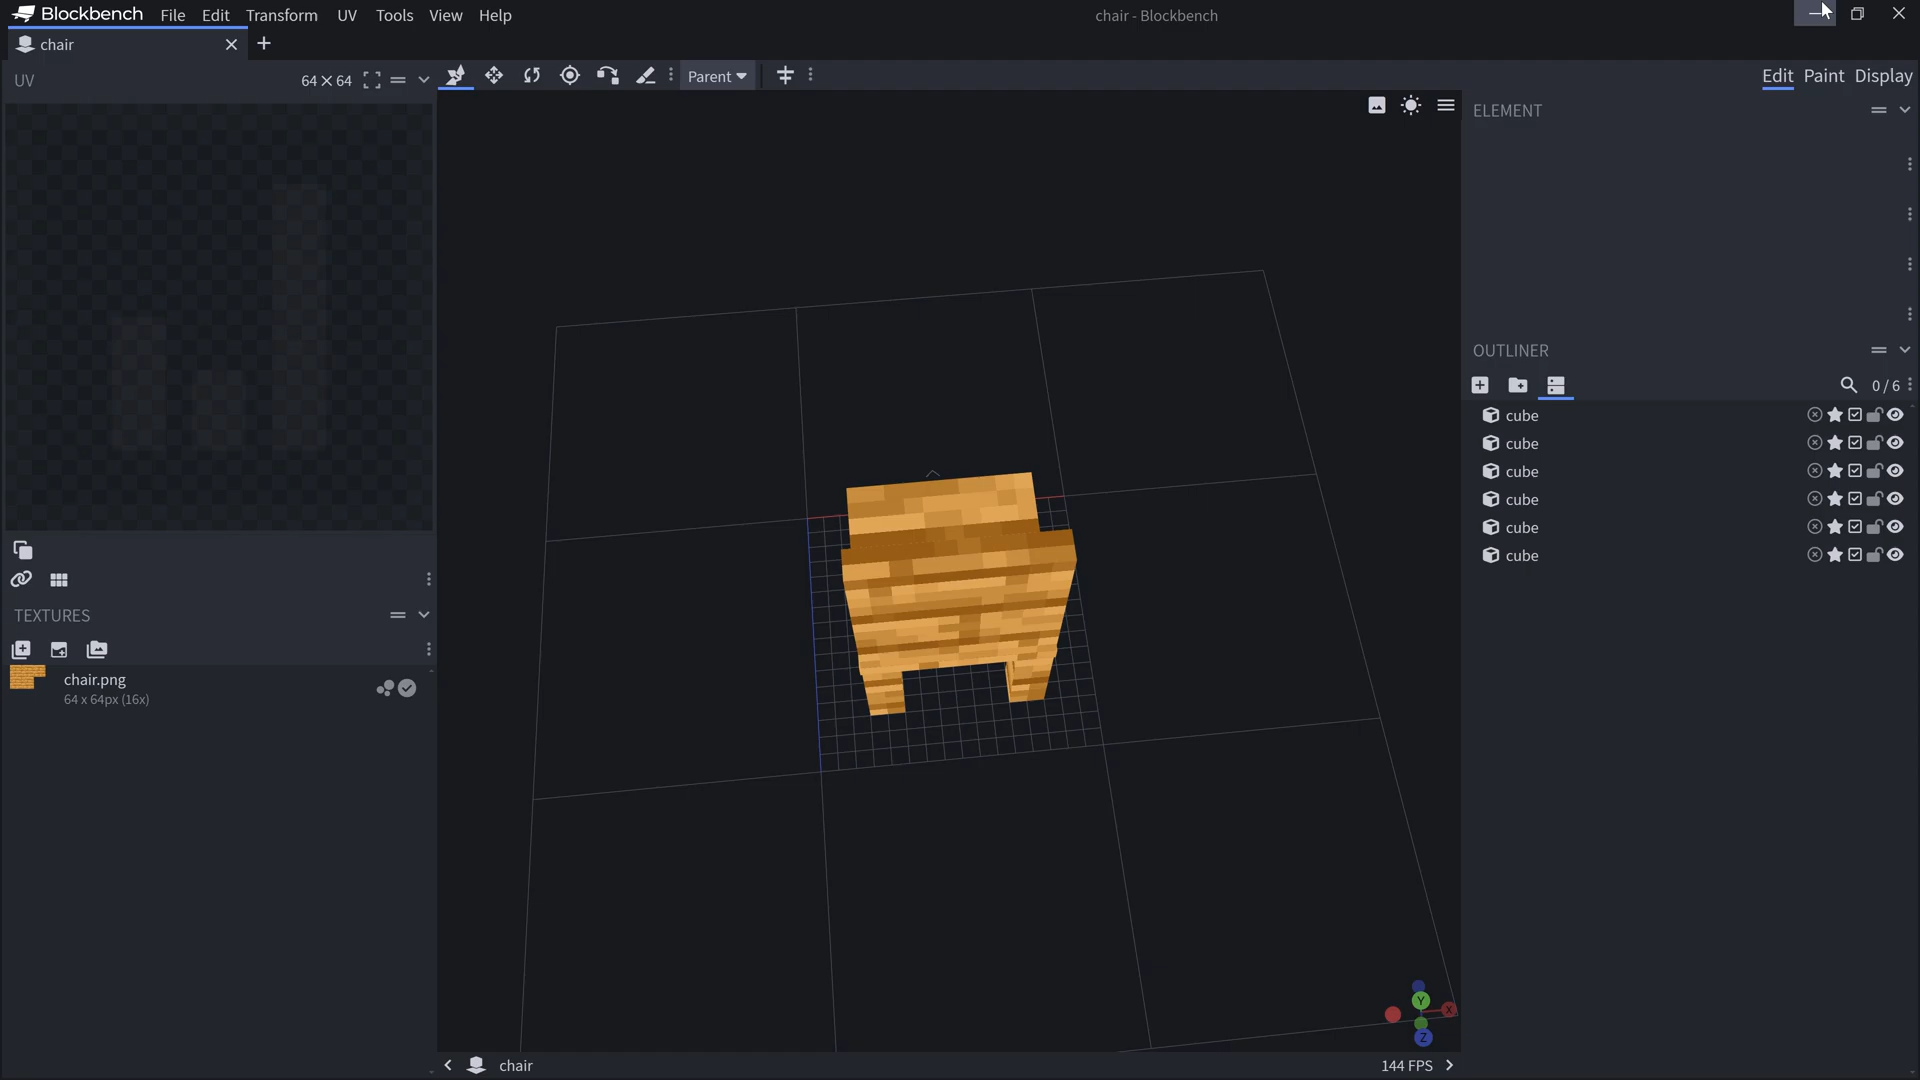 Blockbench File Edit Transform UV Tools View Help
chair - Blockbench
chair
UV 64×64
Parent
Edit Paint Display
ELEMENT
OUTLINER
0 / 6
cube
cube
cube
cube
cube
cube
TEXTURES
chair.png
64 x 64px (16x)
Y
X
Z
chair
144 FPS